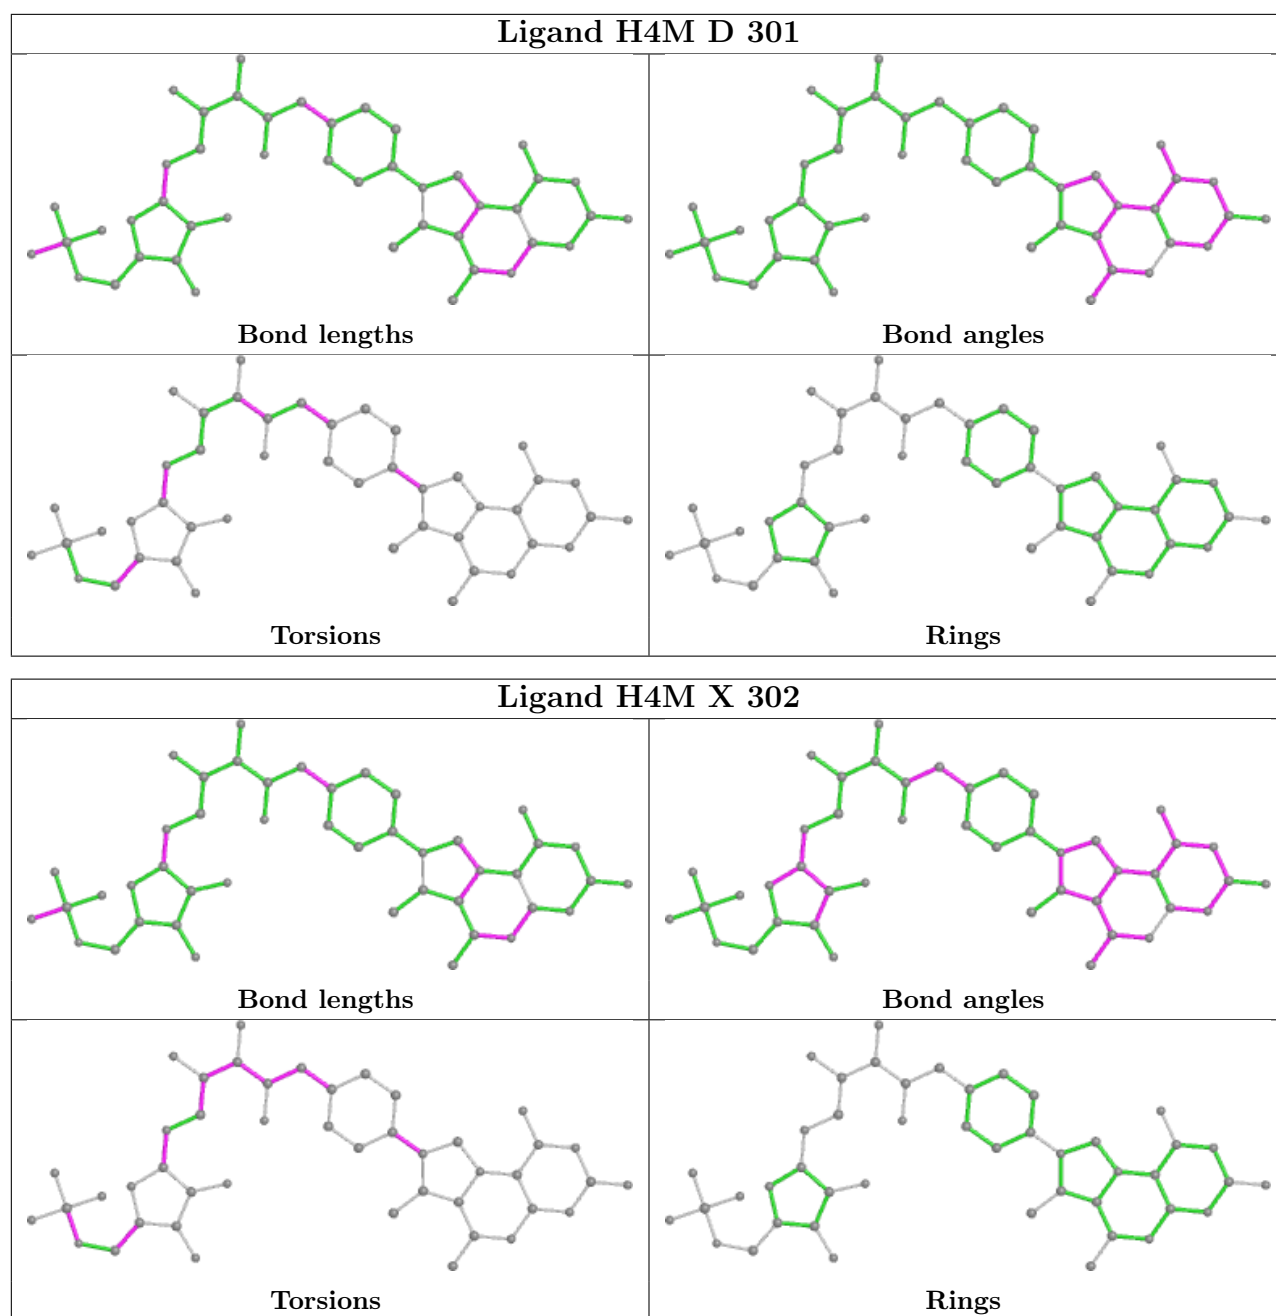 Ligand H4M D 301
Bond lengths
Bond angles
Torsions
Rings
Ligand H4M X 302
Bond lengths
Bond angles
Torsions
Rings